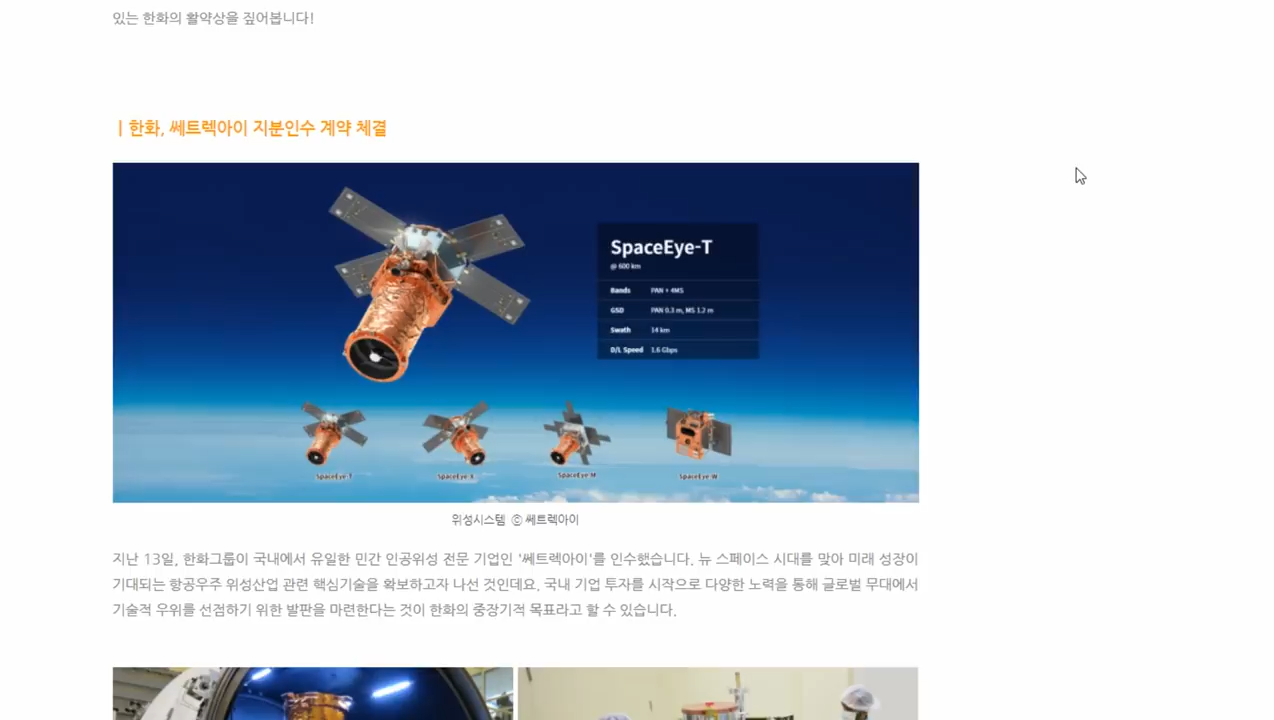 있는 한화의 활약상을 짚어봅니다!
| 한화, 쎄트렉아이 지분인수 계약 체결
SpaceEye-T
@ 600 km
Bands PAN + 4MS
GSD PAN 0.3 m, MS 1.2 m
Swath 14 km
D/L Speed 1.6 Gbps
SpaceEye-T SpaceEye-X SpaceEye-M SpaceEye-W
위성시스템 ⓒ 쎄트렉아이
지난 13일, 한화그룹이 국내에서 유일한 민간 인공위성 전문 기업인 '쎄트렉아이'를 인수했습니다. 뉴 스페이스 시대를 맞아 미래 성장이
기대되는 항공우주 위성산업 관련 핵심기술을 확보하고자 나선 것인데요. 국내 기업 투자를 시작으로 다양한 노력을 통해 글로벌 무대에서
기술적 우위를 선점하기 위한 발판을 마련한다는 것이 한화의 중장기적 목표라고 할 수 있습니다.